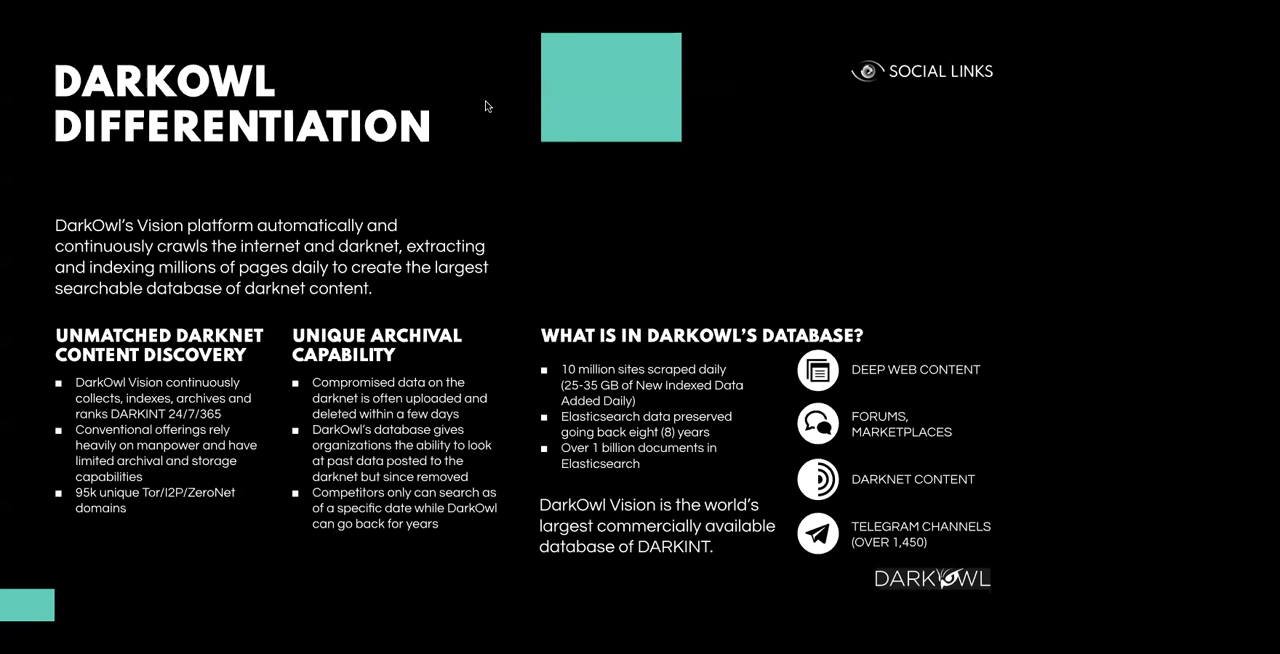 DARKOWL
DIFFERENTIATION
SOCIAL LINKS
DarkOwl's Vision platform automatically and
continuously crawls the internet and darknet, extracting
and indexing millions of pages daily to create the largest
searchable database of darknet content.
UNMATCHED DARKNET
CONTENT DISCOVERY
■ DarkOwl Vision continuously
collects, indexes, archives and
ranks DARKINT 24/7/365
■ Conventional offerings rely
heavily on manpower and have
limited archival and storage
capabilities
■ 95k unique Tor/I2P/ZeroNet
domains
UNIQUE ARCHIVAL
CAPABILITY
■ Compromised data on the
darknet is often uploaded and
deleted within a few days
■ DarkOwl's database gives
organizations the ability to look
at past data posted to the
darknet but since removed
■ Competitors only can search as
of a specific date while DarkOwl
can go back for years
WHAT IS IN DARKOWL'S DATABASE?
■ 10 million sites scraped daily
(25-35 GB of New Indexed Data
Added Daily)
■ Elasticsearch data preserved
going back eight (8) years
■ Over 1 billion documents in
Elasticsearch
DarkOwl Vision is the world's
largest commercially available
database of DARKINT.
DEEP WEB CONTENT
FORUMS,
MARKETPLACES
DARKNET CONTENT
TELEGRAM CHANNELS
(OVER 1,450)
DARKOWL